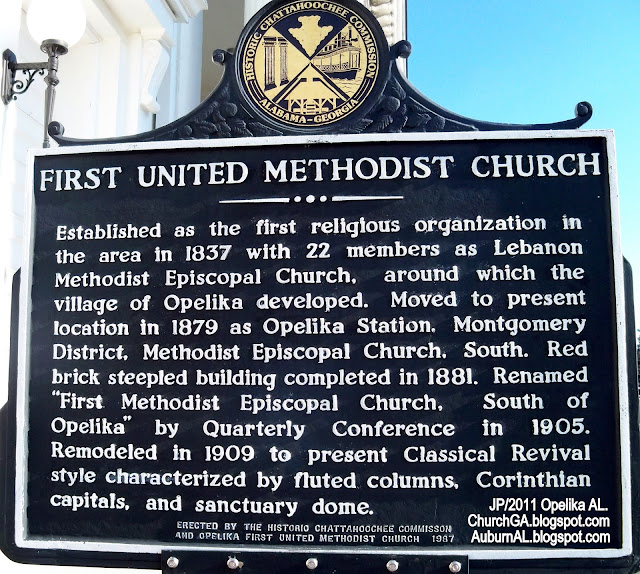 HISTORIC CHATTAHOOCHEE COMMISSION
ALABAMA-GEORGIA
FIRST UNITED METHODIST CHURCH
Established as the first religious organization in
the area in 1837 with 22 members as Lebanon
Methodist Episcopal Church, around which the
village of Opelika developed. Moved to present
location in 1879 as Opelika Station, Montgomery
District, Methodist Episcopal Church, South. Red
brick steepled building completed in 1881. Renamed
"First Methodist Episcopal Church, South of
Opelika" by Quarterly Conference in 1905.
Remodeled in 1909 to present Classical Revival
style characterized by fluted columns, Corinthian
capitals, and sanctuary dome.
ERECTED BY THE HISTORIC CHATTAHOOCHEE COMMISSON
AND OPELIKA FIRST UNITED METHODIST CHURCH 1987
JP/2011 Opelika AL.
ChurchGA.blogspot.com
AuburnAL.blogspot.com